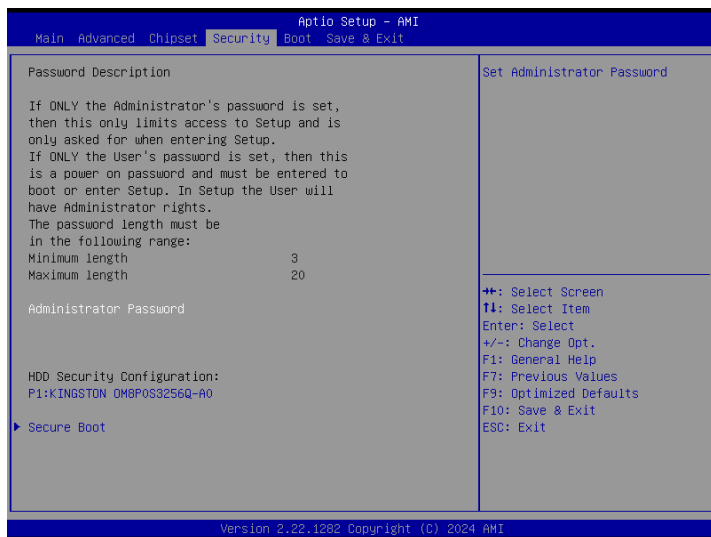 Aptio Setup – AMI
Main Advanced Chipset Security Boot Save & Exit
Password Description
If ONLY the Administrator's password is set,
then this only limits access to Setup and is
only asked for when entering Setup.
If ONLY the User's password is set, then this
is a power on password and must be entered to
boot or enter Setup. In Setup the User will
have Administrator rights.
The password length must be
in the following range:
Minimum length 3
Maximum length 20
Administrator Password
HDD Security Configuration:
P1:KINGSTON OM8P0S3256Q-A0
Secure Boot
Set Administrator Password
→←: Select Screen
↑↓: Select Item
Enter: Select
+/-: Change Opt.
F1: General Help
F7: Previous Values
F9: Optimized Defaults
F10: Save & Exit
ESC: Exit
Version 2.22.1282 Copyright (C) 2024 AMI